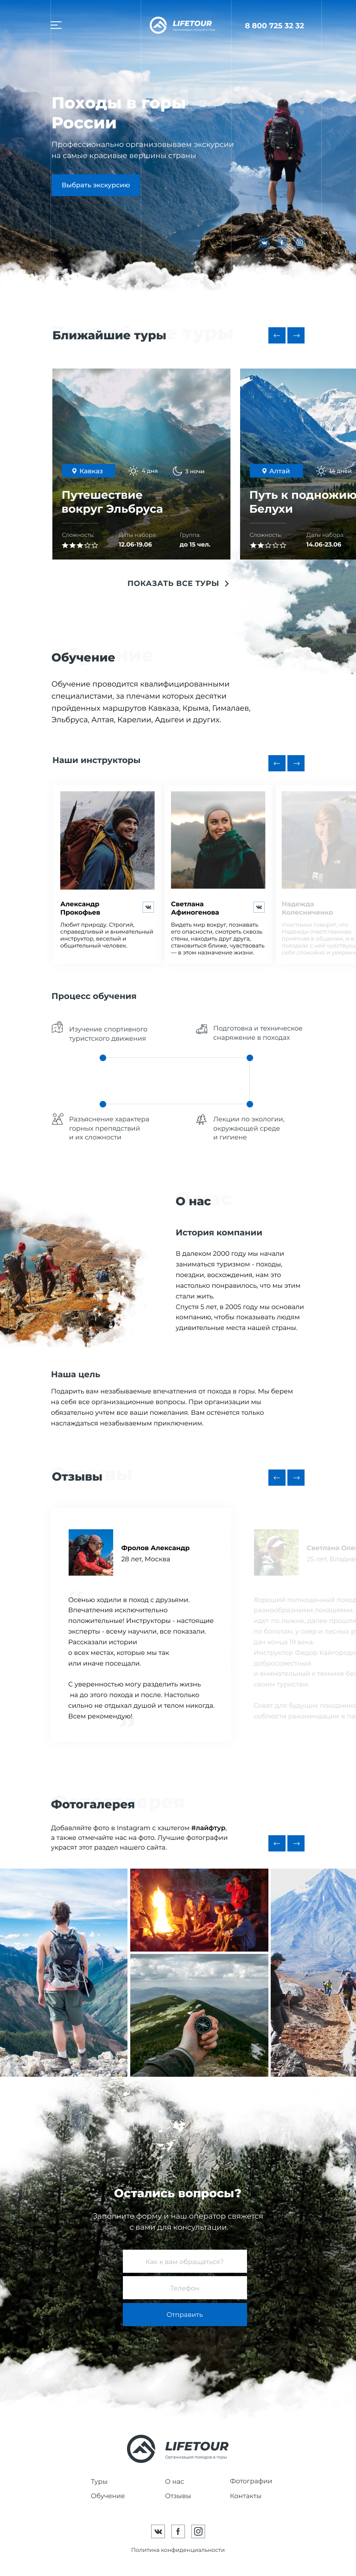 LIFETOUR
Организация походов в горы
8 800 725 32 32
Походы в горы
России
Профессионально организовываем экскурсии
на самые красивые вершины страны
Выбрать экскурсию
Ближайшие туры
Кавказ
4 дня
3 ночи
Путешествие
вокруг Эльбруса
Сложность:
Даты набора:
Группа:
12.06-19.06
до 15 чел.
Алтай
14 дней
Путь к подножию
Белухи
Сложность:
Даты набора:
14.06-23.06
ПОКАЗАТЬ ВСЕ ТУРЫ
Обучение
Обучение проводится квалифицированными
специалистами, за плечами которых десятки
пройденных маршрутов Кавказа, Крыма, Гималаев,
Эльбруса, Алтая, Карелии, Адыгеи и других.
Наши инструкторы
Александр
Прокофьев
Любит природу. Строгий,
справедливый и внимательный
инструктор, веселый и
общительный человек.
Светлана
Афиногенова
Видеть мир вокруг, познавать
его опасности, смотреть сквозь
стены, находить друг друга,
становиться ближе, чувствовать
— в этом назначение жизни.
Надежда
Колесниченко
Процесс обучения
Изучение спортивного
туристского движения
Подготовка и техническое
снаряжение в походах
Разъяснение характера
горных препядствий
и их сложности
Лекции по экологии,
окружающей среде
и гигиене
О нас
История компании
В далеком 2000 году мы начали
заниматься туризмом - походы,
поездки, восхождения, нам это
настолько понравилось, что мы этим
стали жить.
Спустя 5 лет, в 2005 году мы основали
компанию, чтобы показывать людям
удивительные места нашей страны.
Наша цель
Подарить вам незабываемые впечатления от похода в горы. Мы берем
на себя все организационные вопросы. При организации мы
обязательно учтем все ваши пожелания. Вам останется только
наслаждаться незабываемым приключением.
Отзывы
Фролов Александр
28 лет, Москва
Осенью ходили в поход с друзьями.
Впечатления исключительно
положительные! Инструкторы - настоящие
эксперты - всему научили, все показали.
Рассказали истории
о всех местах, которые мы так
или иначе посещали.
С уверенностью могу разделить жизнь
на до этого похода и после. Настолько
сильно не отдыхал душой и телом никогда.
Всем рекомендую!
Светлана
25 лет,
Фотогалерея
Добавляйте фото в Instagram с хэштегом #лайфтур,
а также отмечайте нас на фото. Лучшие фотографии
украсят этот раздел нашего сайта.
Остались вопросы?
Заполните форму и наш оператор свяжется
с вами для консультации.
Как к вам обращаться?
Телефон
Отправить
LIFETOUR
Организация походов в горы
Туры
О нас
Фотографии
Обучение
Отзывы
Контакты
Политика конфиденциальности